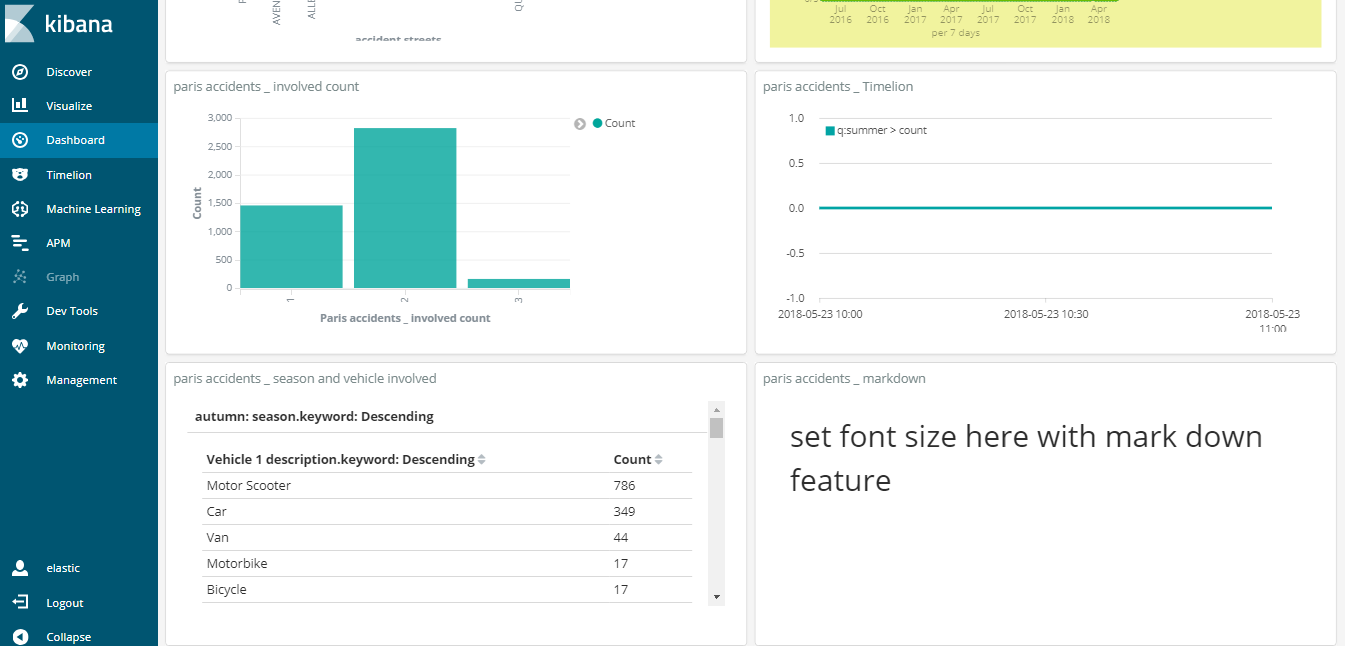 kibana
Discover
Visualize
Dashboard
Timelion
Machine Learning
APM
Graph
Dev Tools
Monitoring
Management
elastic
Logout
Collapse
AVEN
ALLE
QU
accident streets
Jul Oct Jan Apr Jul Oct Jan Apr
2016 2016 2017 2017 2017 2017 2018 2018
per 7 days
paris accidents _ involved count
3,000
2,500
2,000
1,500
1,000
500
0
Count
1 2 3
Paris accidents _ involved count
Count
paris accidents _ Timelion
1.0
0.5
0.0
-0.5
-1.0
q:summer > count
2018-05-23 10:00 2018-05-23 10:30 2018-05-23
11:00
paris accidents _ season and vehicle involved
autumn: season.keyword: Descending
Vehicle 1 description.keyword: Descending Count
Motor Scooter 786
Car 349
Van 44
Motorbike 17
Bicycle 17
paris accidents _ markdown
set font size here with mark down
feature